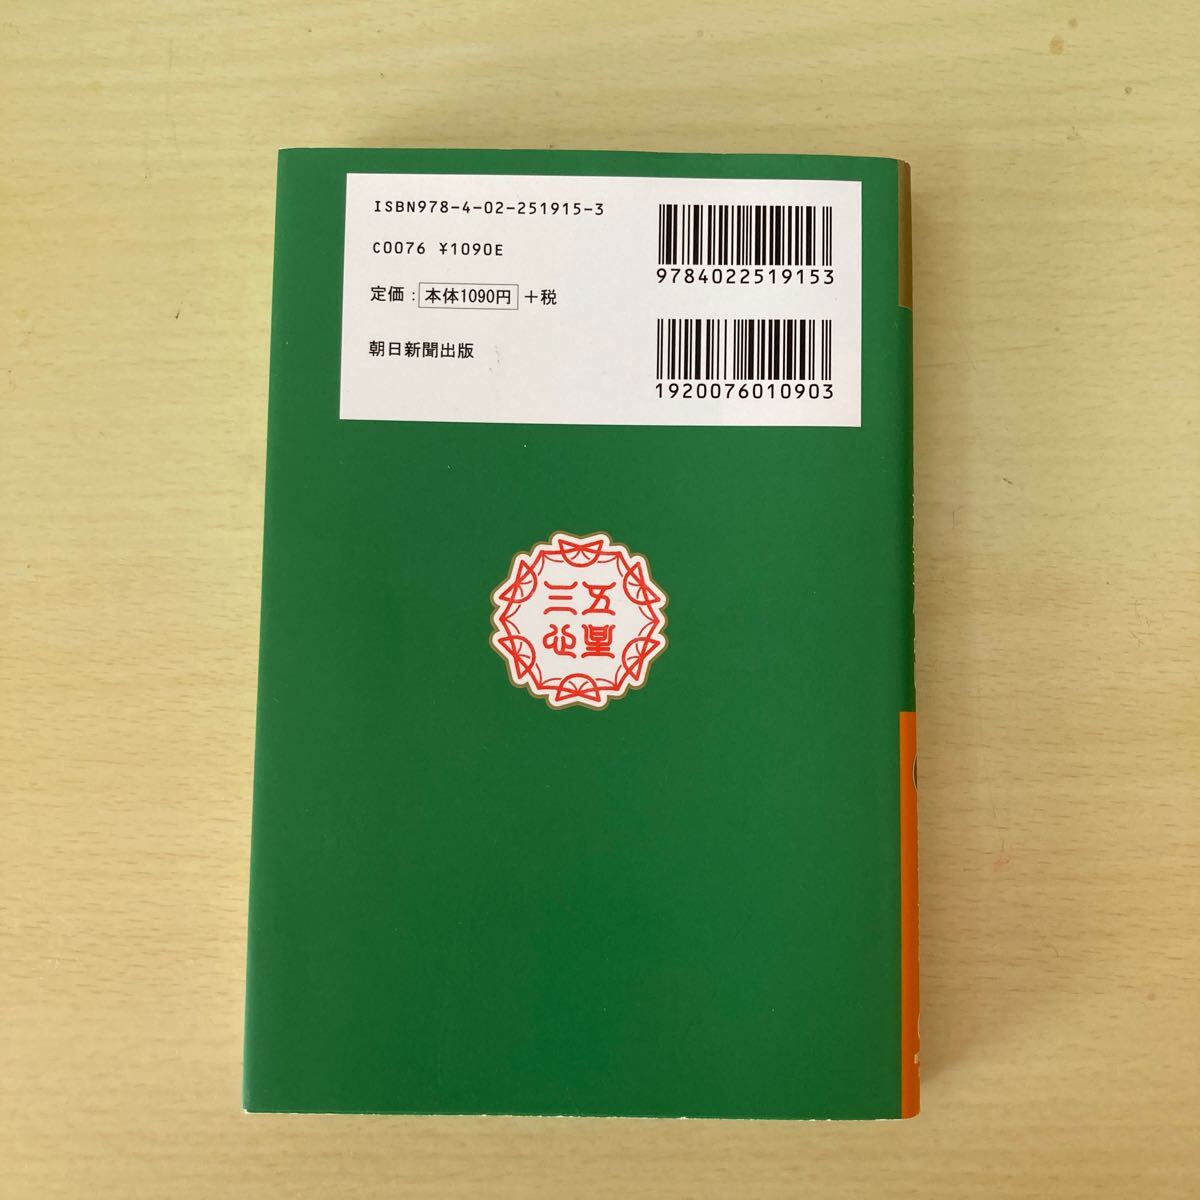 ISBN978-4-02-251915-3
C0076 ¥1090E
定価：本体1090円＋税
朝日新聞出版
9784022519153
1920076010903
五星
三心